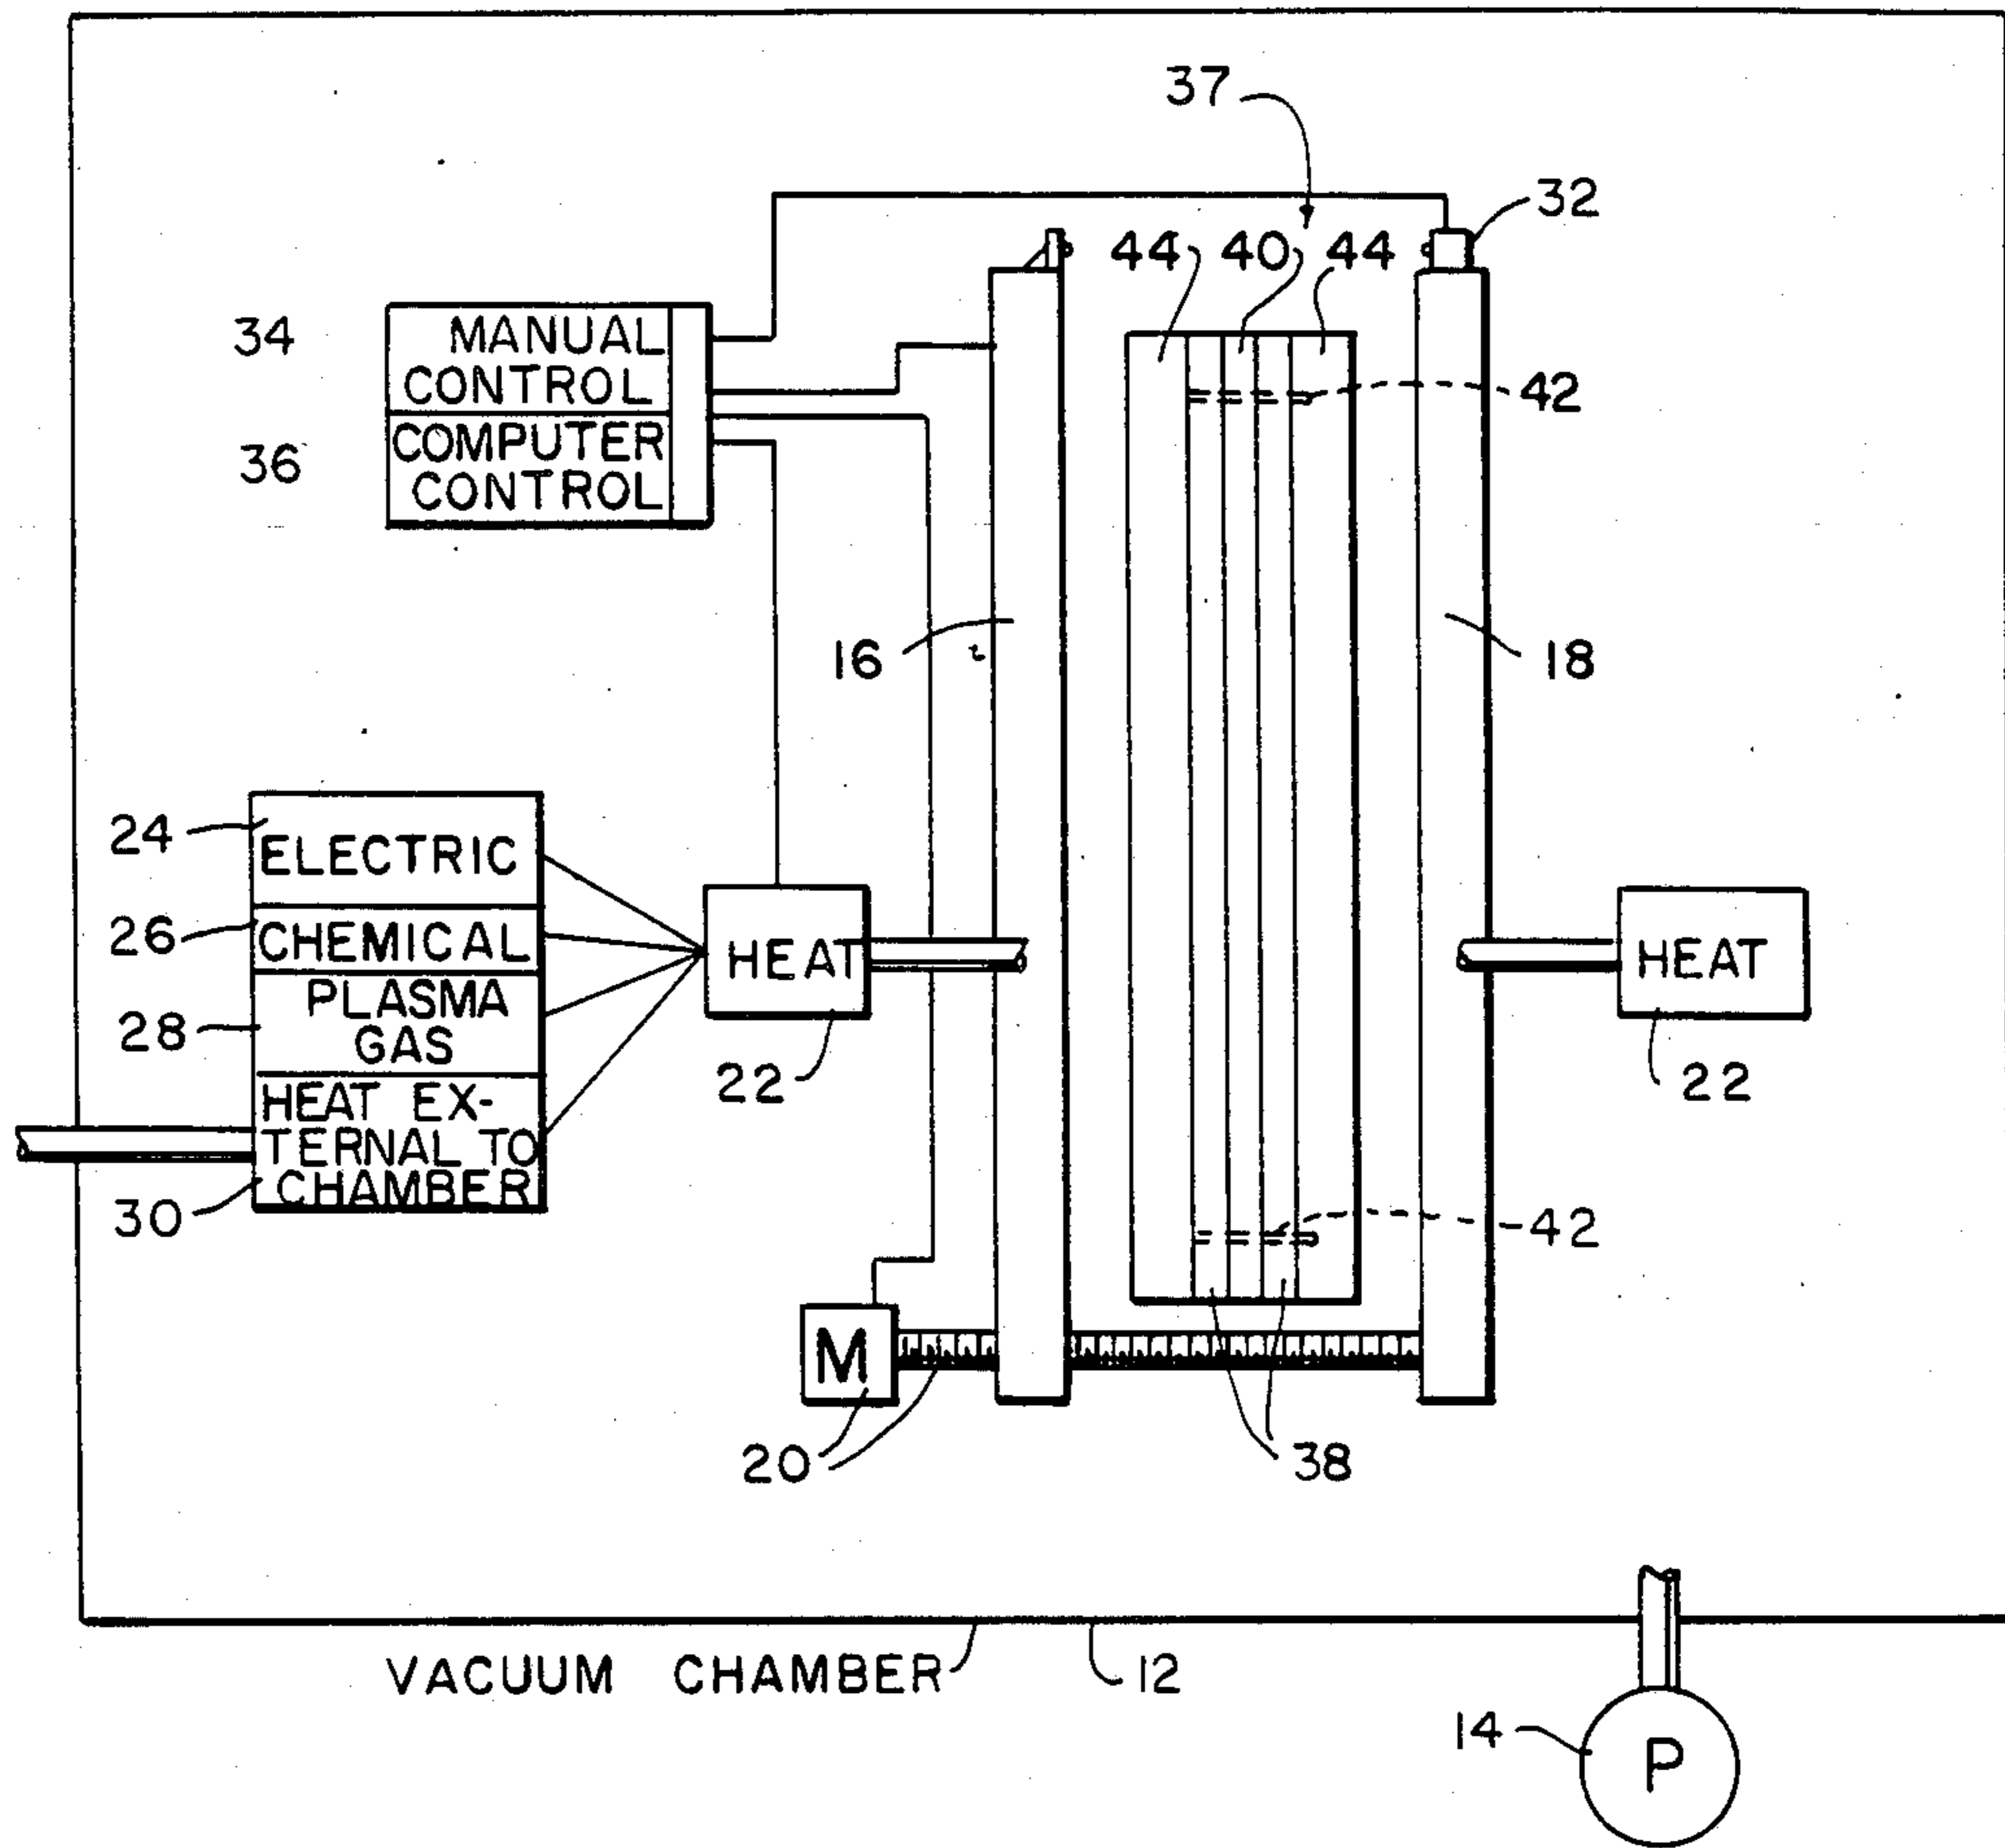 37
32
44 40 44
34
MANUAL
CONTROL
42
36
COMPUTER
CONTROL
16
18
24
ELECTRIC
26
CHEMICAL
HEAT
HEAT
28
PLASMA
GAS
22
22
HEAT EX-
TERNAL TO
CHAMBER
30
42
M
20
38
VACUUM CHAMBER
12
14
P